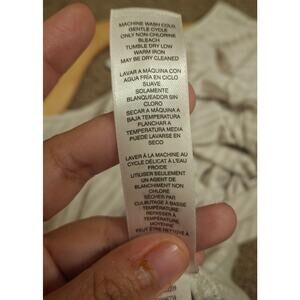 MACHINE WASH COLD
GENTLE CYCLE
ONLY NON-CHLORINE
BLEACH
TUMBLE DRY LOW
WARM IRON
MAY BE DRY CLEANED
LAVAR A MÁQUINA CON
AGUA FRÍA EN CICLO
SUAVE
SOLAMENTE
BLANQUEADOR SIN
CLORO
SECAR A MÁQUINA A
BAJA TEMPERATURA
PLANCHAR A
TEMPERATURA MEDIA
PUEDE LAVARSE EN
SECO
LAVER À LA MACHINE AU
CYCLE DÉLICAT À L'EAU
FROIDE
UTILISER SEULEMENT
UN AGENT DE
BLANCHIMENT NON
CHLORÉ
SÉCHER PAR
CULBUTAGE À BASSE
TEMPÉRATURE
REPASSER À
TEMPÉRATURE
MOYENNE
PEUT ÊTRE NETTOYÉ À